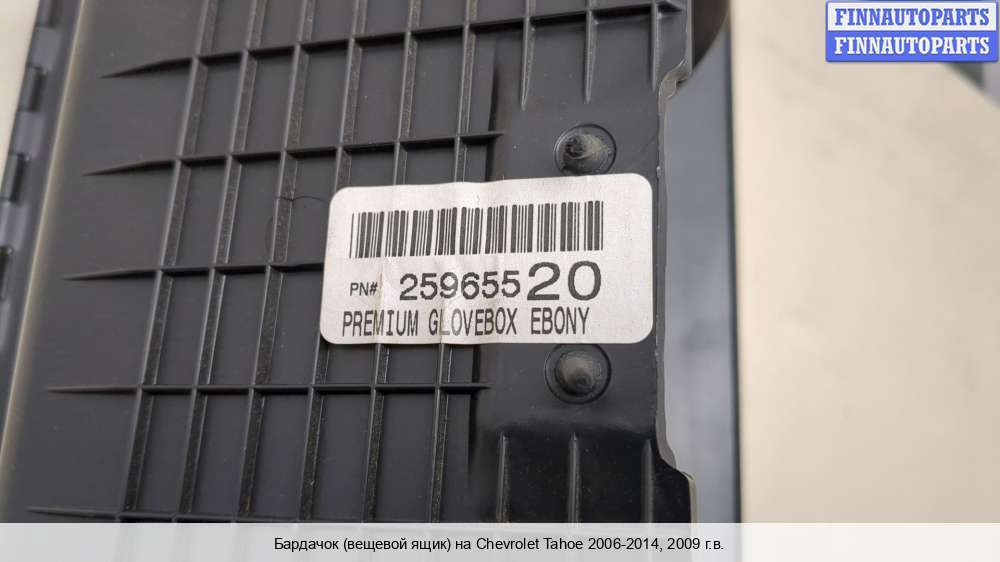 FINNAUTOPARTS
FINNAUTOPARTS
PN# 25965520
PREMIUM GLOVEBOX EBONY
Бардачок (вещевой ящик) на Chevrolet Tahoe 2006-2014, 2009 г.в.